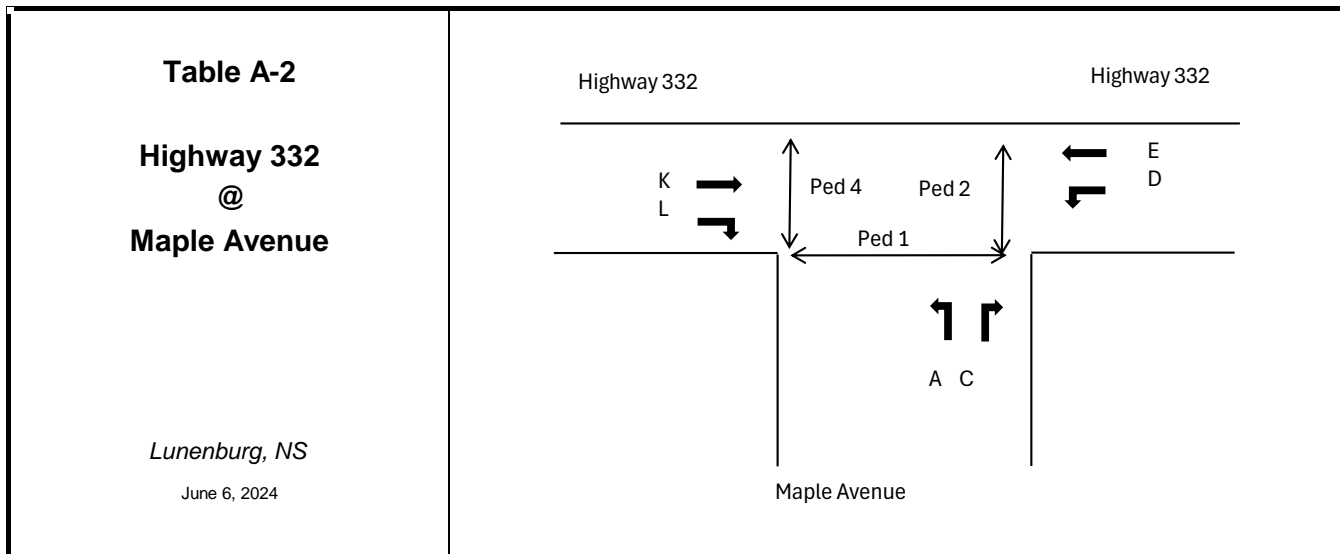 Table A-2
Highway 332
@
Maple Avenue
Lunenburg, NS
June 6, 2024
Highway 332
Highway 332
K
L
Ped 4
Ped 2
E
D
Ped 1
A C
Maple Avenue